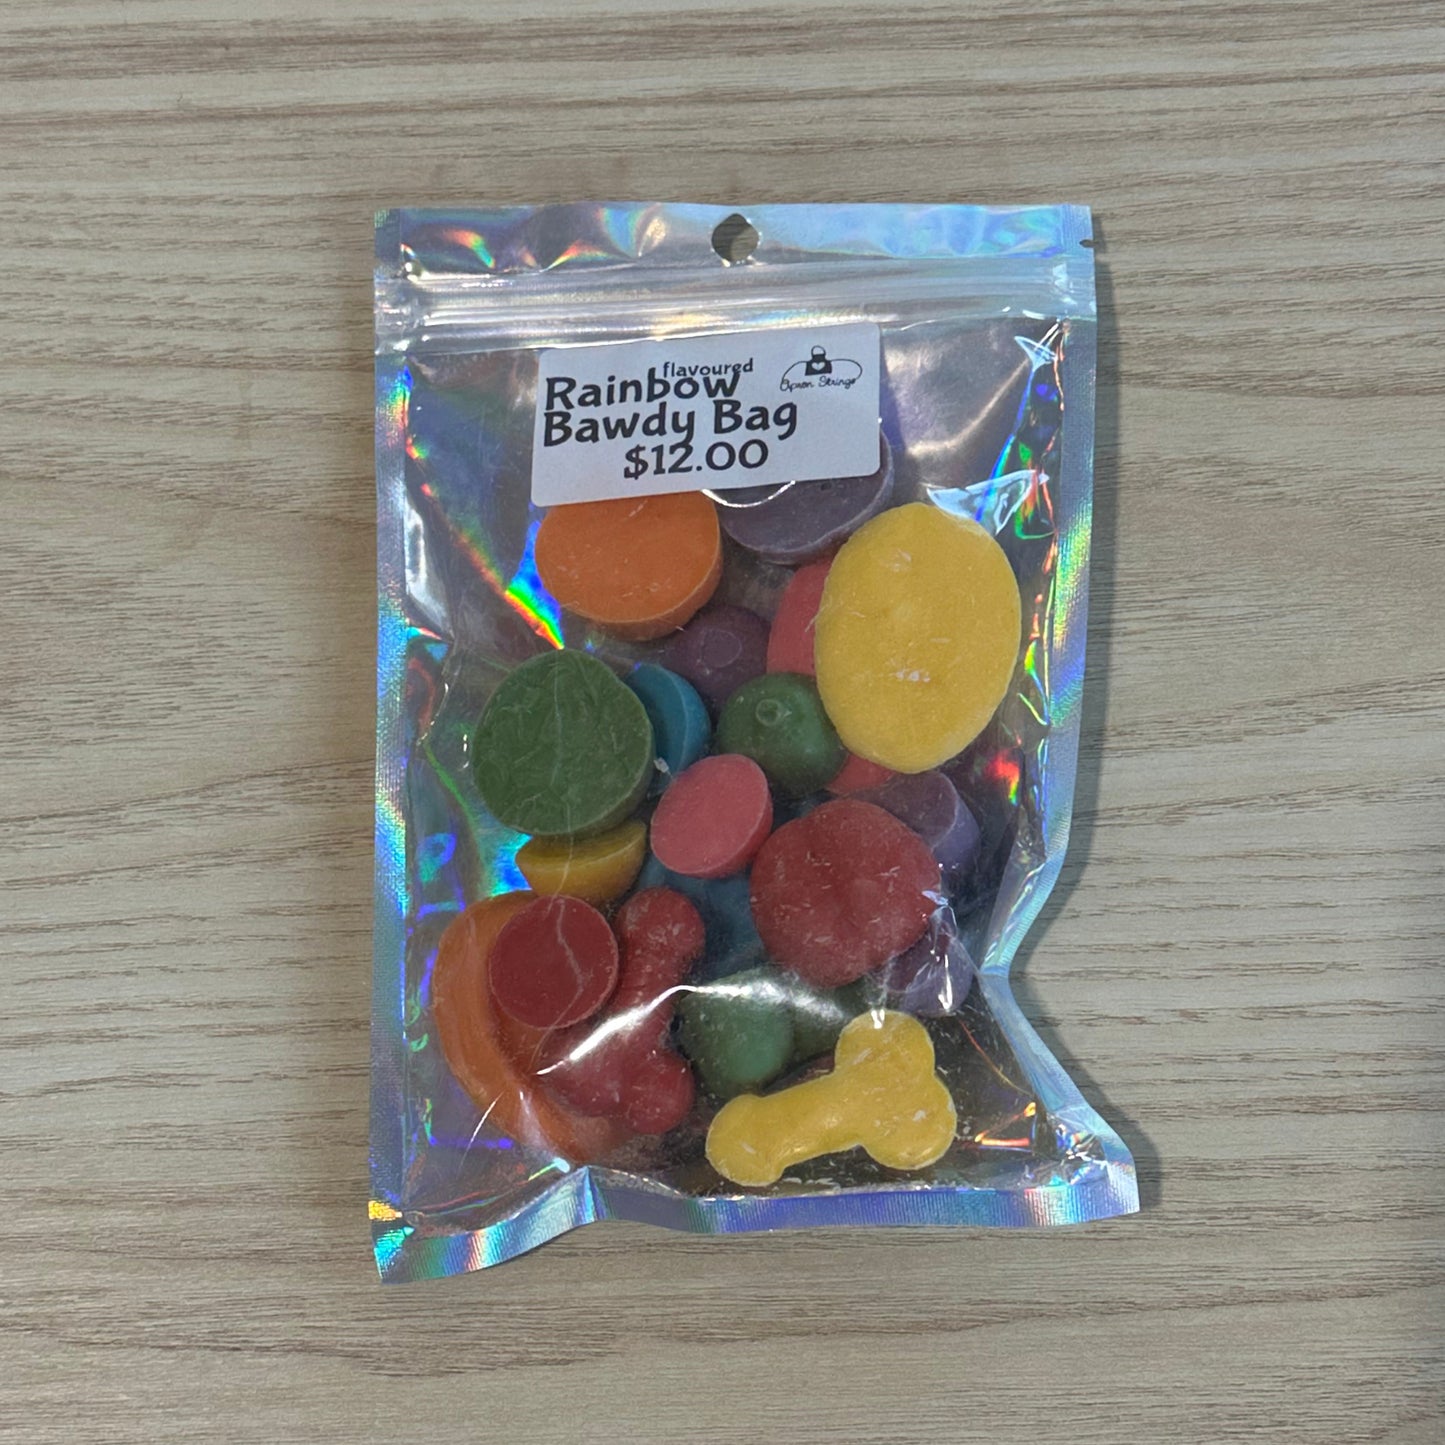 flavoured
Rainbow
Bawdy Bag
$12.00
Apron Strings